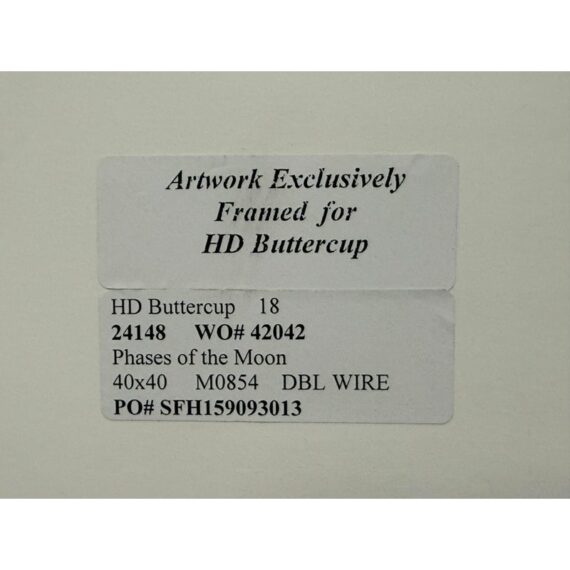 Artwork Exclusively
Framed for
HD Buttercup
HD Buttercup 18
24148 WO# 42042
Phases of the Moon
40x40 M0854 DBL WIRE
PO# SFH159093013